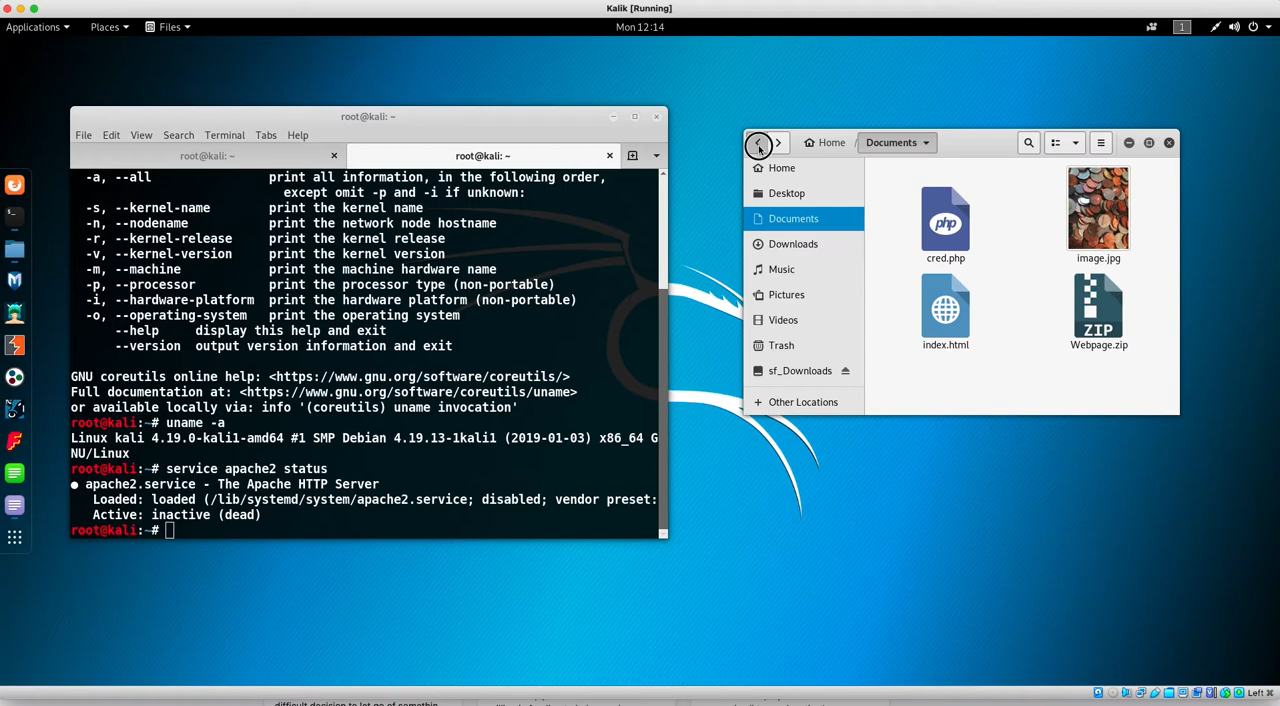 Kalik [Running]
Applications
Places
Files
Mon 12:14
1
root@kali: ~
File Edit View Search Terminal Tabs Help
root@kali: ~
root@kali: ~
-a, --all print all information, in the following order,
except omit -p and -i if unknown:
-s, --kernel-name print the kernel name
-n, --nodename print the network node hostname
-r, --kernel-release print the kernel release
-v, --kernel-version print the kernel version
-m, --machine print the machine hardware name
-p, --processor print the processor type (non-portable)
-i, --hardware-platform print the hardware platform (non-portable)
-o, --operating-system print the operating system
--help display this help and exit
--version output version information and exit
GNU coreutils online help: <https://www.gnu.org/software/coreutils/>
Full documentation at: <https://www.gnu.org/software/coreutils/uname>
or available locally via: info '(coreutils) uname invocation'
root@kali:~# uname -a
Linux kali 4.19.0-kali1-amd64 #1 SMP Debian 4.19.13-1kali1 (2019-01-03) x86_64 G
NU/Linux
root@kali:~# service apache2 status
● apache2.service - The Apache HTTP Server
Loaded: loaded (/lib/systemd/system/apache2.service; disabled; vendor preset:
Active: inactive (dead)
root@kali:~#
Home / Documents
Home
Desktop
Documents
Downloads
Music
Pictures
Videos
Trash
sf_Downloads
+ Other Locations
php
cred.php
image.jpg
index.html
ZIP
Webpage.zip
Left ⌘
difficult decision to let go of